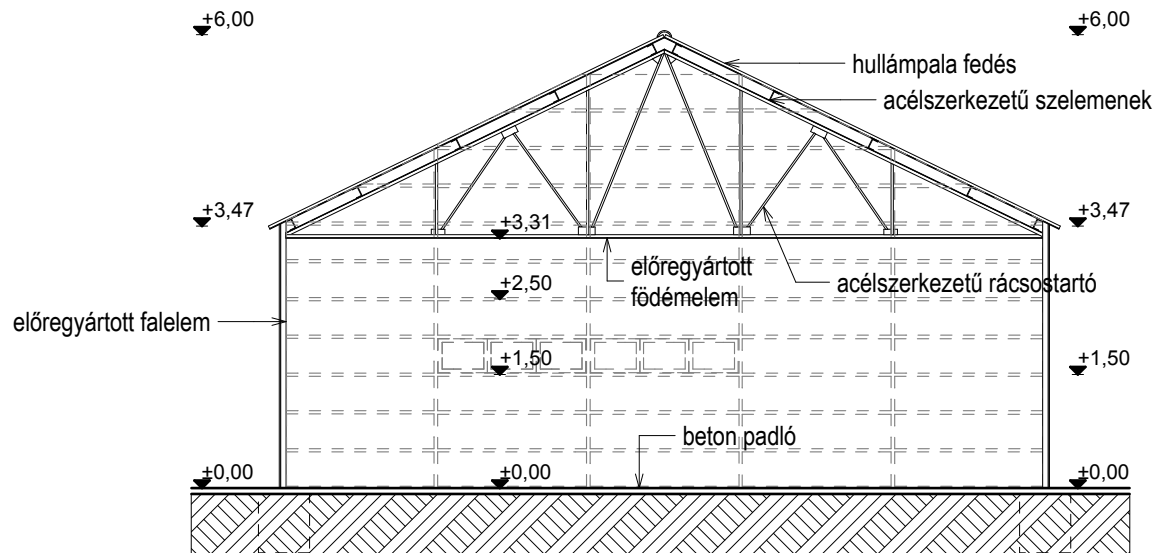 +6,00
+6,00
hullámpala fedés
acélszerkezetű szelemenek
+3,47
+3,31
+3,47
előregyártott
födémelem
acélszerkezetű rácsostartó
+2,50
előregyártott falelem
+1,50
+1,50
beton padló
±0,00
±0,00
±0,00